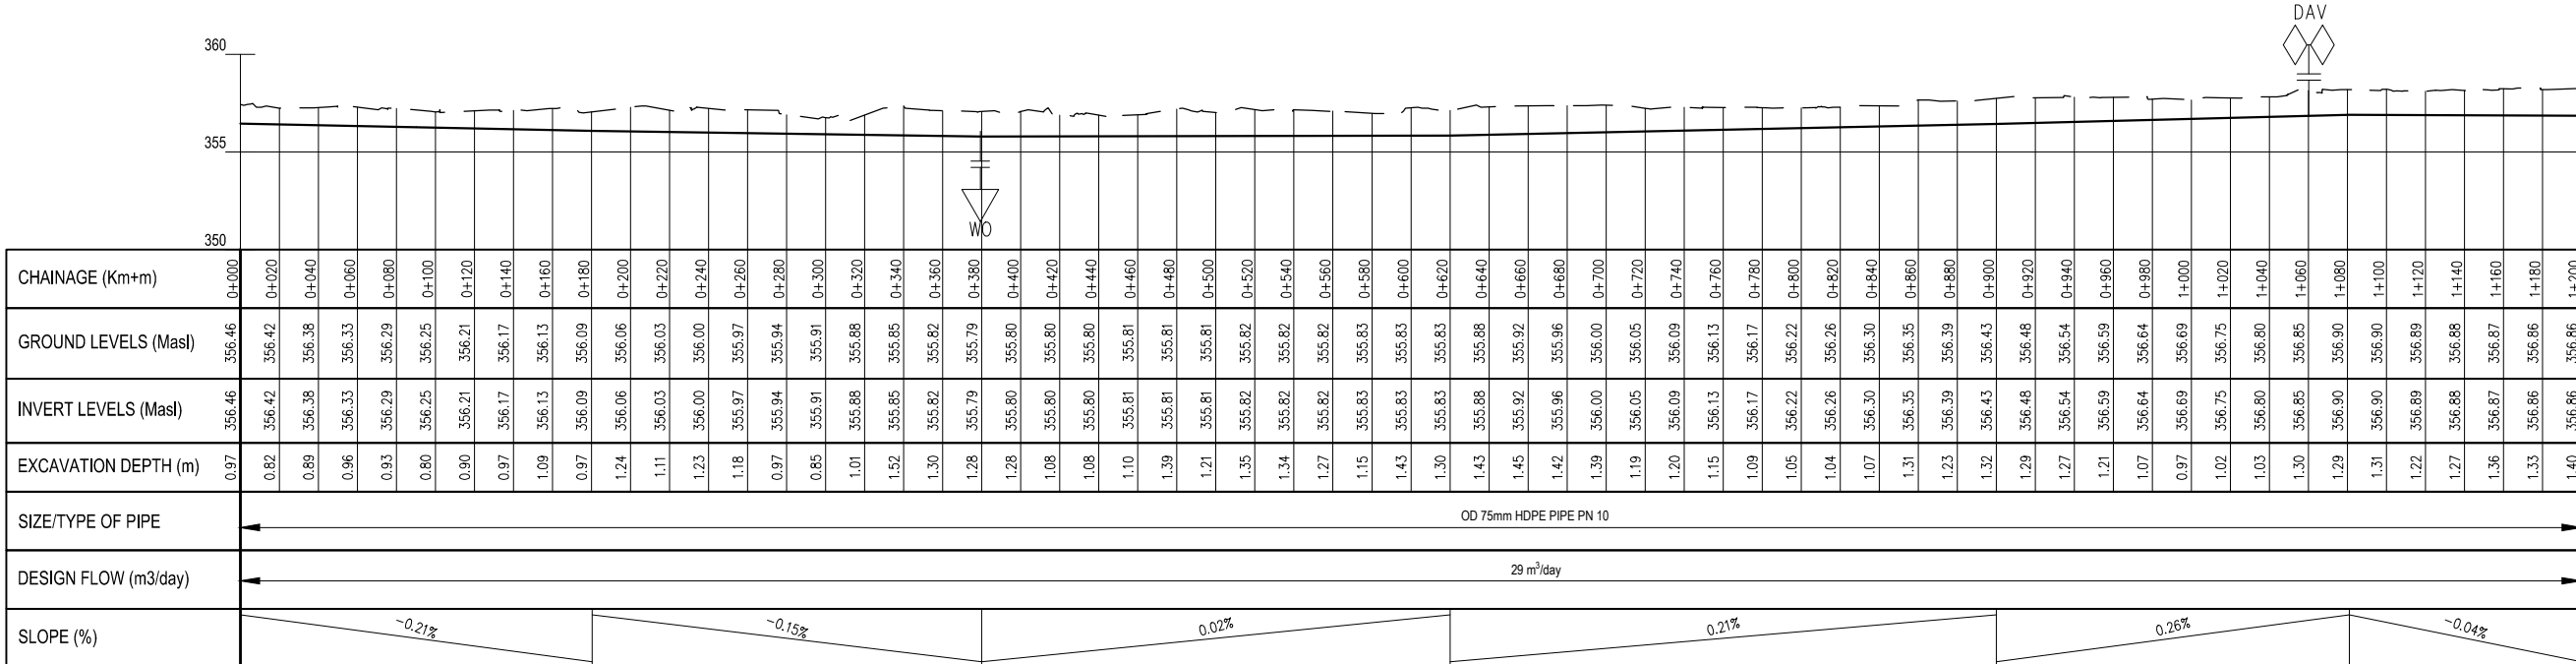 DAV
360
355
350
WO
CHAINAGE (Km+m) 0+000 0+020 0+040 0+060 0+080 0+100 0+120 0+140 0+160 0+180 0+200 0+220 0+240 0+260 0+280 0+300 0+320 0+340 0+360 0+380 0+400 0+420 0+440 0+460 0+480 0+500 0+520 0+540 0+560 0+580 0+600 0+620 0+640 0+660 0+680 0+700 0+720 0+740 0+760 0+780 0+800 0+820 0+840 0+860 0+880 0+900 0+920 0+940 0+960 0+980 1+000 1+020 1+040 1+060 1+080 1+100 1+120 1+140 1+160 1+180 1+200
GROUND LEVELS (Masl) 356.46 356.42 356.38 356.33 356.29 356.25 356.21 356.17 356.13 356.09 356.06 356.03 356.00 355.97 355.94 355.91 355.88 355.85 355.82 355.79 355.80 355.80 355.80 355.81 355.81 355.81 355.82 355.82 355.82 355.83 355.83 355.83 355.88 355.92 355.96 356.00 356.05 356.09 356.13 356.17 356.22 356.26 356.30 356.35 356.39 356.43 356.48 356.54 356.59 356.64 356.69 356.75 356.80 356.85 356.90 356.90 356.89 356.88 356.87 356.86 356.86
INVERT LEVELS (Masl) 356.46 356.42 356.38 356.33 356.29 356.25 356.21 356.17 356.13 356.09 356.06 356.03 356.00 355.97 355.94 355.91 355.88 355.85 355.82 355.79 355.80 355.80 355.80 355.81 355.81 355.81 355.82 355.82 355.82 355.83 355.83 355.83 355.88 355.92 355.96 356.00 356.05 356.09 356.13 356.17 356.22 356.26 356.30 356.35 356.39 356.43 356.48 356.54 356.59 356.64 356.69 356.75 356.80 356.85 356.90 356.90 356.89 356.88 356.87 356.86 356.86
EXCAVATION DEPTH (m) 0.97 0.82 0.89 0.96 0.93 0.80 0.90 0.97 1.09 0.97 1.24 1.11 1.23 1.18 0.97 0.85 1.01 1.52 1.30 1.28 1.28 1.08 1.08 1.10 1.39 1.21 1.35 1.34 1.27 1.15 1.43 1.30 1.43 1.45 1.42 1.39 1.19 1.20 1.15 1.09 1.05 1.04 1.07 1.31 1.23 1.32 1.29 1.27 1.21 1.07 0.97 1.02 1.03 1.30 1.29 1.31 1.22 1.27 1.36 1.33 1.40
SIZE/TYPE OF PIPE OD 75mm HDPE PIPE PN 10
DESIGN FLOW (m3/day) 29 m³/day
SLOPE (%) −0.21% −0.15% 0.02% 0.21% 0.26% −0.04%